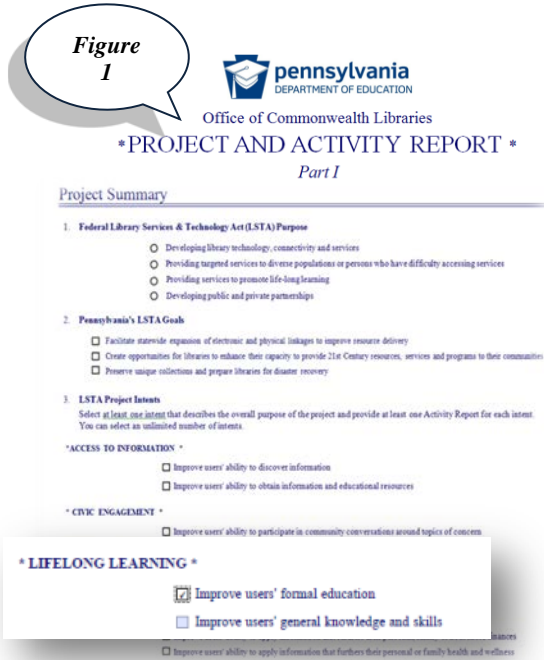 Figure
1
pennsylvania
DEPARTMENT OF EDUCATION
Office of Commonwealth Libraries
*PROJECT AND ACTIVITY REPORT *
Part I
Project Summary
1. Federal Library Services & Technology Act (LSTA) Purpose
Developing library technology, connectivity and services
Providing targeted services to diverse populations or persons who have difficulty accessing services
Providing services to promote life-long learning
Developing public and private partnerships
2. Pennsylvania's LSTA Goals
Facilitate statewide expansion of electronic and physical linkages to improve resource delivery
Create opportunities for libraries to enhance their capacity to provide 21st Century resources, services and programs to their communities
Preserve unique collections and prepare libraries for disaster recovery
3. LSTA Project Intents
Select at least one intent that describes the overall purpose of the project and provide at least one Activity Report for each intent.
You can select an unlimited number of intents.
*ACCESS TO INFORMATION *
Improve users' ability to discover information
Improve users' ability to obtain information and educational resources
* CIVIC ENGAGEMENT *
Improve users' ability to participate in community conversations around topics of concern
* LIFELONG LEARNING *
Improve users' formal education
Improve users' general knowledge and skills
finances
Improve users' ability to apply information that furthers their personal or family health and wellness